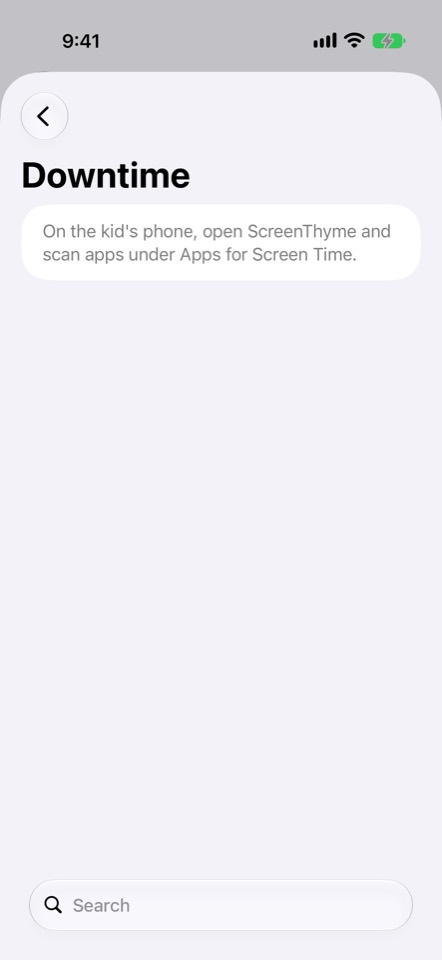 9:41
Downtime
On the kid's phone, open ScreenThyme and
scan apps under Apps for Screen Time.
Search